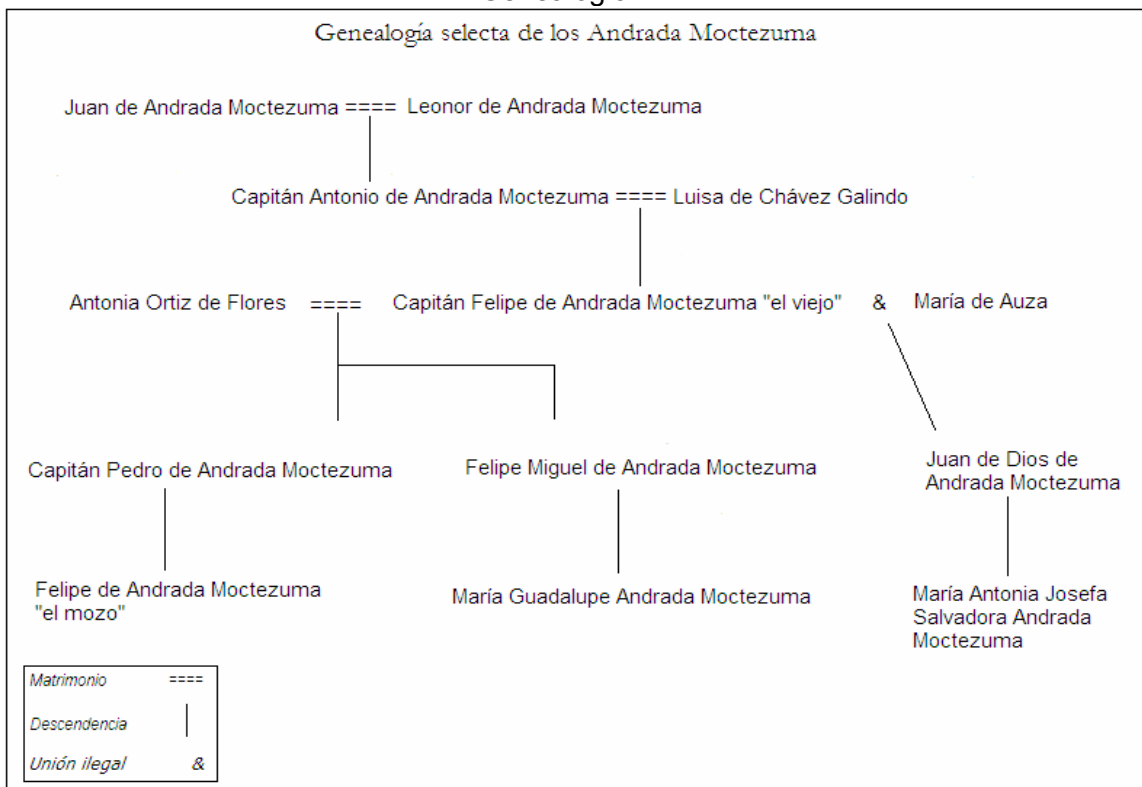 Genealogía selecta de los Andrada Moctezuma
Juan de Andrada Moctezuma ==== Leonor de Andrada Moctezuma
Capitán Antonio de Andrada Moctezuma ==== Luisa de Chávez Galindo
Antonia Ortiz de Flores ==== Capitán Felipe de Andrada Moctezuma "el viejo" & María de Auza
Capitán Pedro de Andrada Moctezuma
Felipe Miguel de Andrada Moctezuma
Juan de Dios de
Andrada Moctezuma
Felipe de Andrada Moctezuma
"el mozo"
María Guadalupe Andrada Moctezuma
María Antonia Josefa
Salvadora Andrada
Moctezuma
Matrimonio ====
Descendencia |
Unión ilegal &